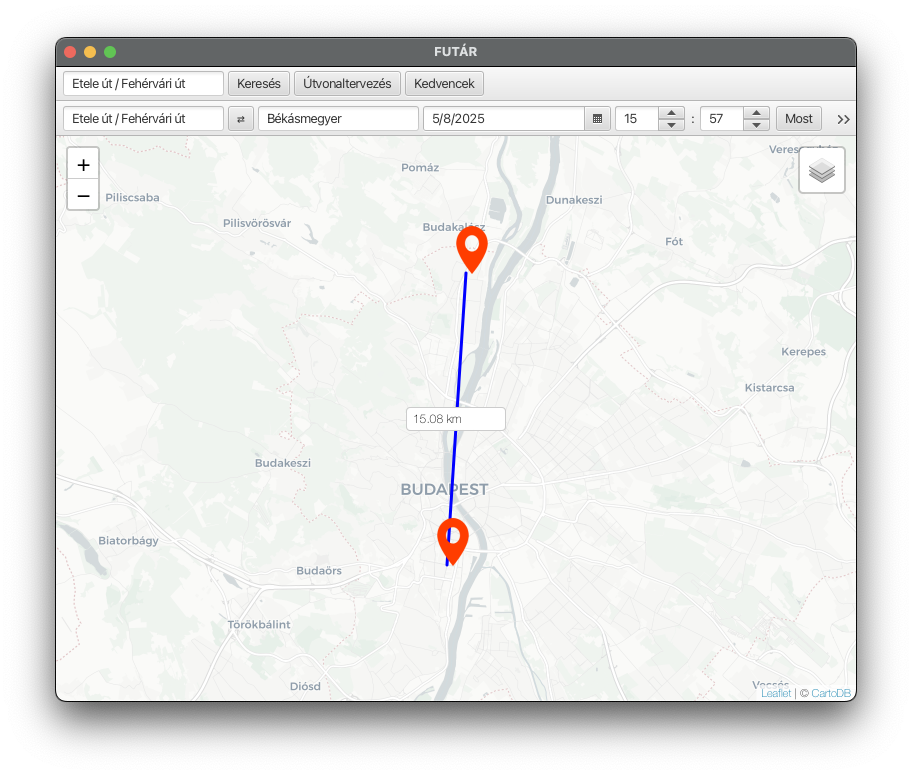 FUTÁR
Etele út / Fehérvári út Keresés Útvonaltervezés Kedvencek
Etele út / Fehérvári út Békásmegyer 5/8/2025 15 : 57 Most
+
−
Pomáz
Piliscsaba
Dunakeszi
Pilisvörösvár
Budakalász
Fót
Kerepes
Kistarcsa
15.08 km
Budakeszi
BUDAPEST
Biatorbágy
Budaörs
Törökbálint
Diósd
Vecsés
Leaflet | © CartoDB